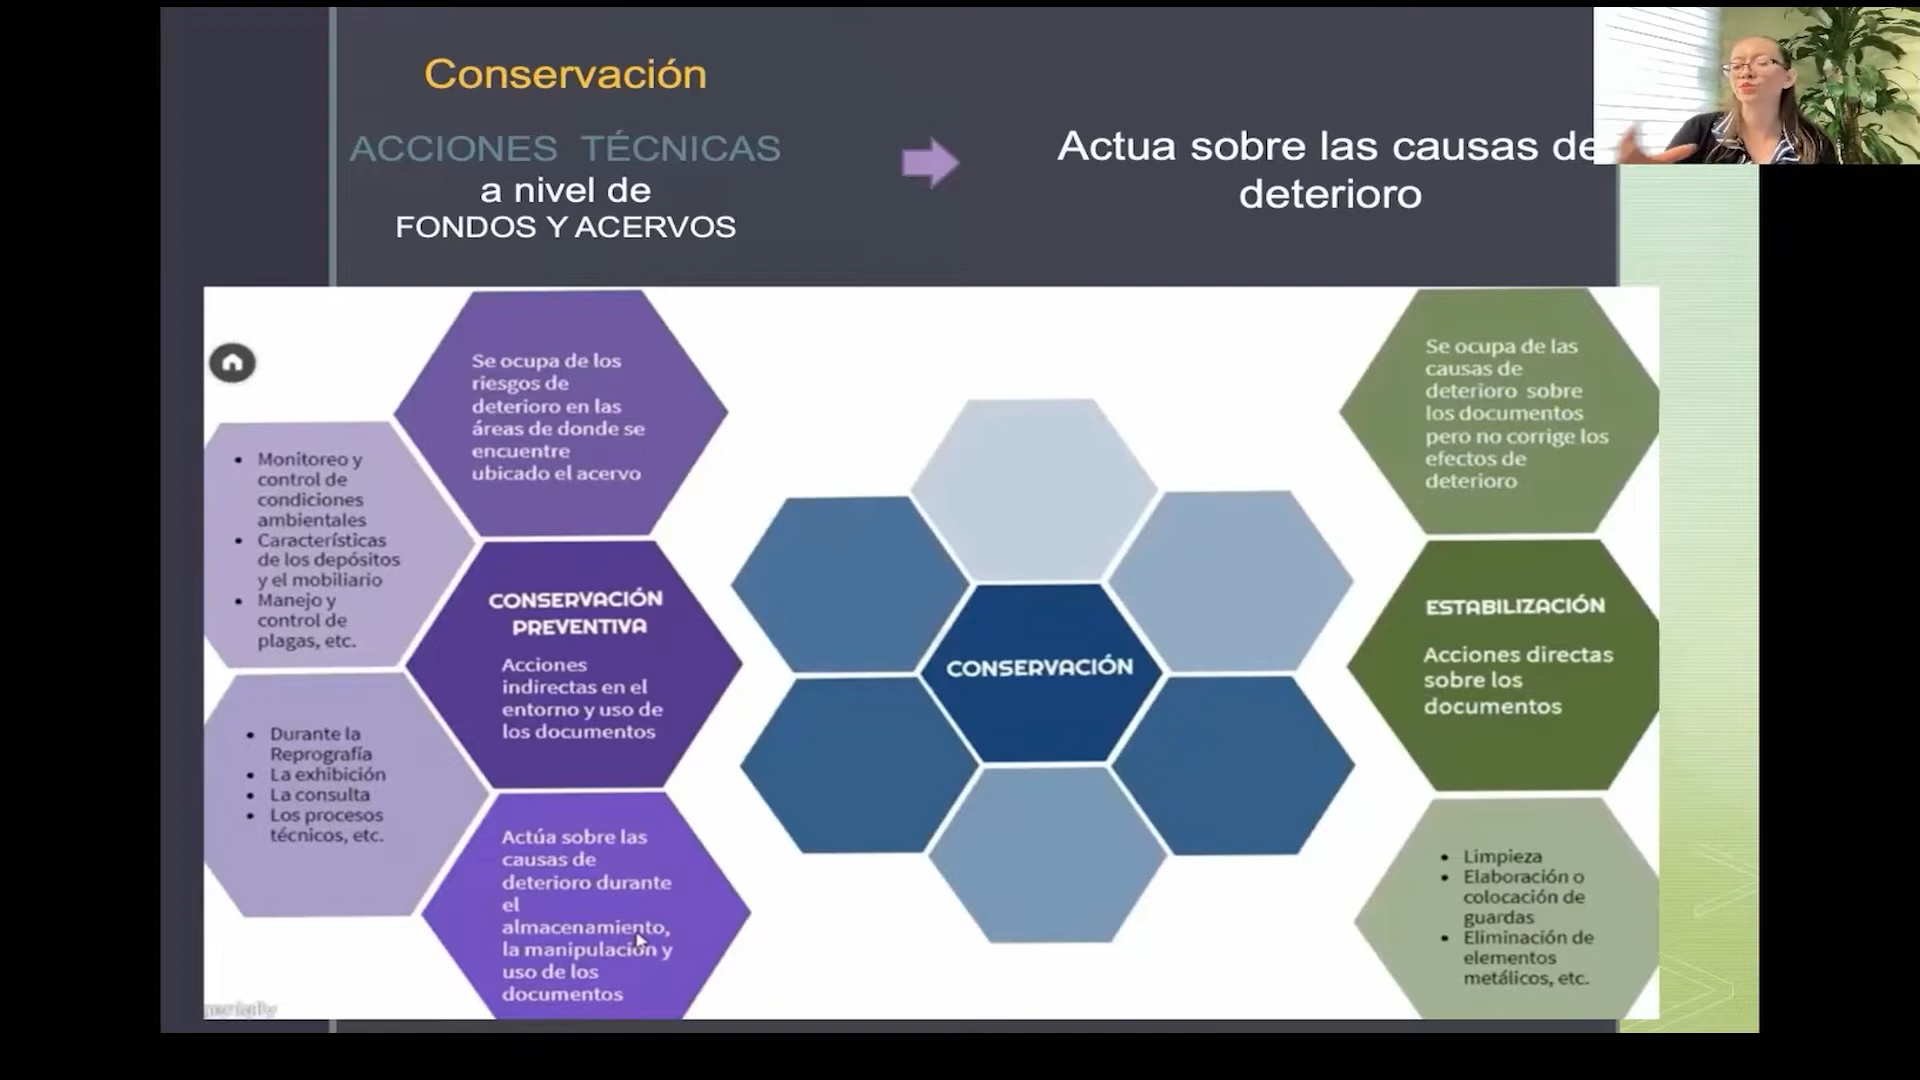 Conservación
ACCIONES TÉCNICAS
a nivel de
FONDOS Y ACERVOS
Actua sobre las causas de
deterioro
Se ocupa de los
riesgos de
deterioro en las
áreas de donde se
encuentre
ubicado el acervo
• Monitoreo y
control de
condiciones
ambientales
• Características
de los depósitos
y el mobiliario
• Manejo y
control de
plagas, etc.
CONSERVACIÓN
PREVENTIVA
Acciones
indirectas en el
entorno y uso de
los documentos
• Durante la
Reprografía
• La exhibición
• La consulta
• Los procesos
técnicos, etc.
Actúa sobre las
causas de
deterioro durante
el
almacenamiento,
la manipulación y
uso de los
documentos
CONSERVACIÓN
Se ocupa de las
causas de
deterioro sobre
los documentos
pero no corrige los
efectos de
deterioro
ESTABILIZACIÓN
Acciones directas
sobre los
documentos
• Limpieza
• Elaboración o
colocación de
guardas
• Eliminación de
elementos
metálicos, etc.